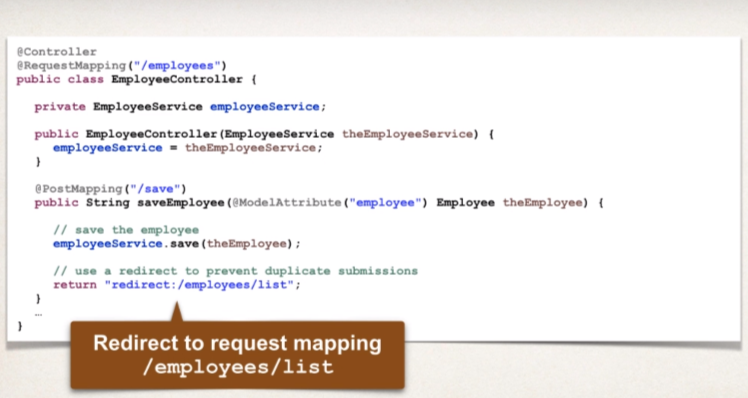 @Controller
@RequestMapping("/employees")
public class EmployeeController {
private EmployeeService employeeService;
public EmployeeController(EmployeeService theEmployeeService) {
employeeService = theEmployeeService;
}
@PostMapping("/save")
public String saveEmployee(@ModelAttribute("employee") Employee theEmployee) {
// save the employee
employeeService.save(theEmployee);
// use a redirect to prevent duplicate submissions
return "redirect:/employees/list";
}
…
}
Redirect to request mapping
/employees/list